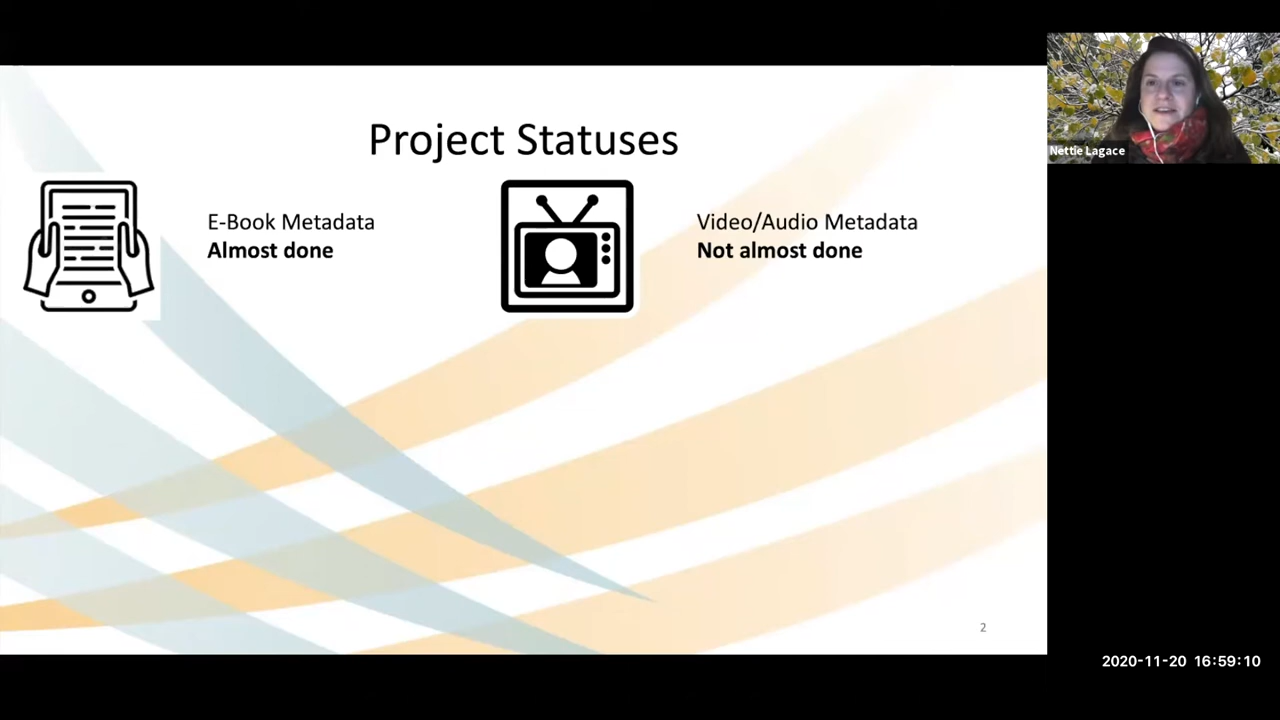 Project Statuses
E-Book Metadata
Almost done
Video/Audio Metadata
Not almost done
Nettie Lagace
2
2020-11-20 16:59:10